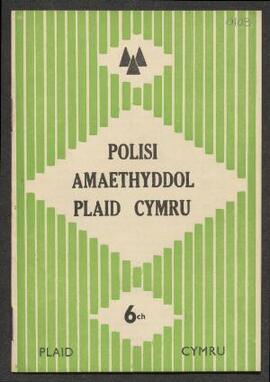 POLISI
AMAETHYDDOL
PLAID CYMRU
6ch
PLAID CYMRU